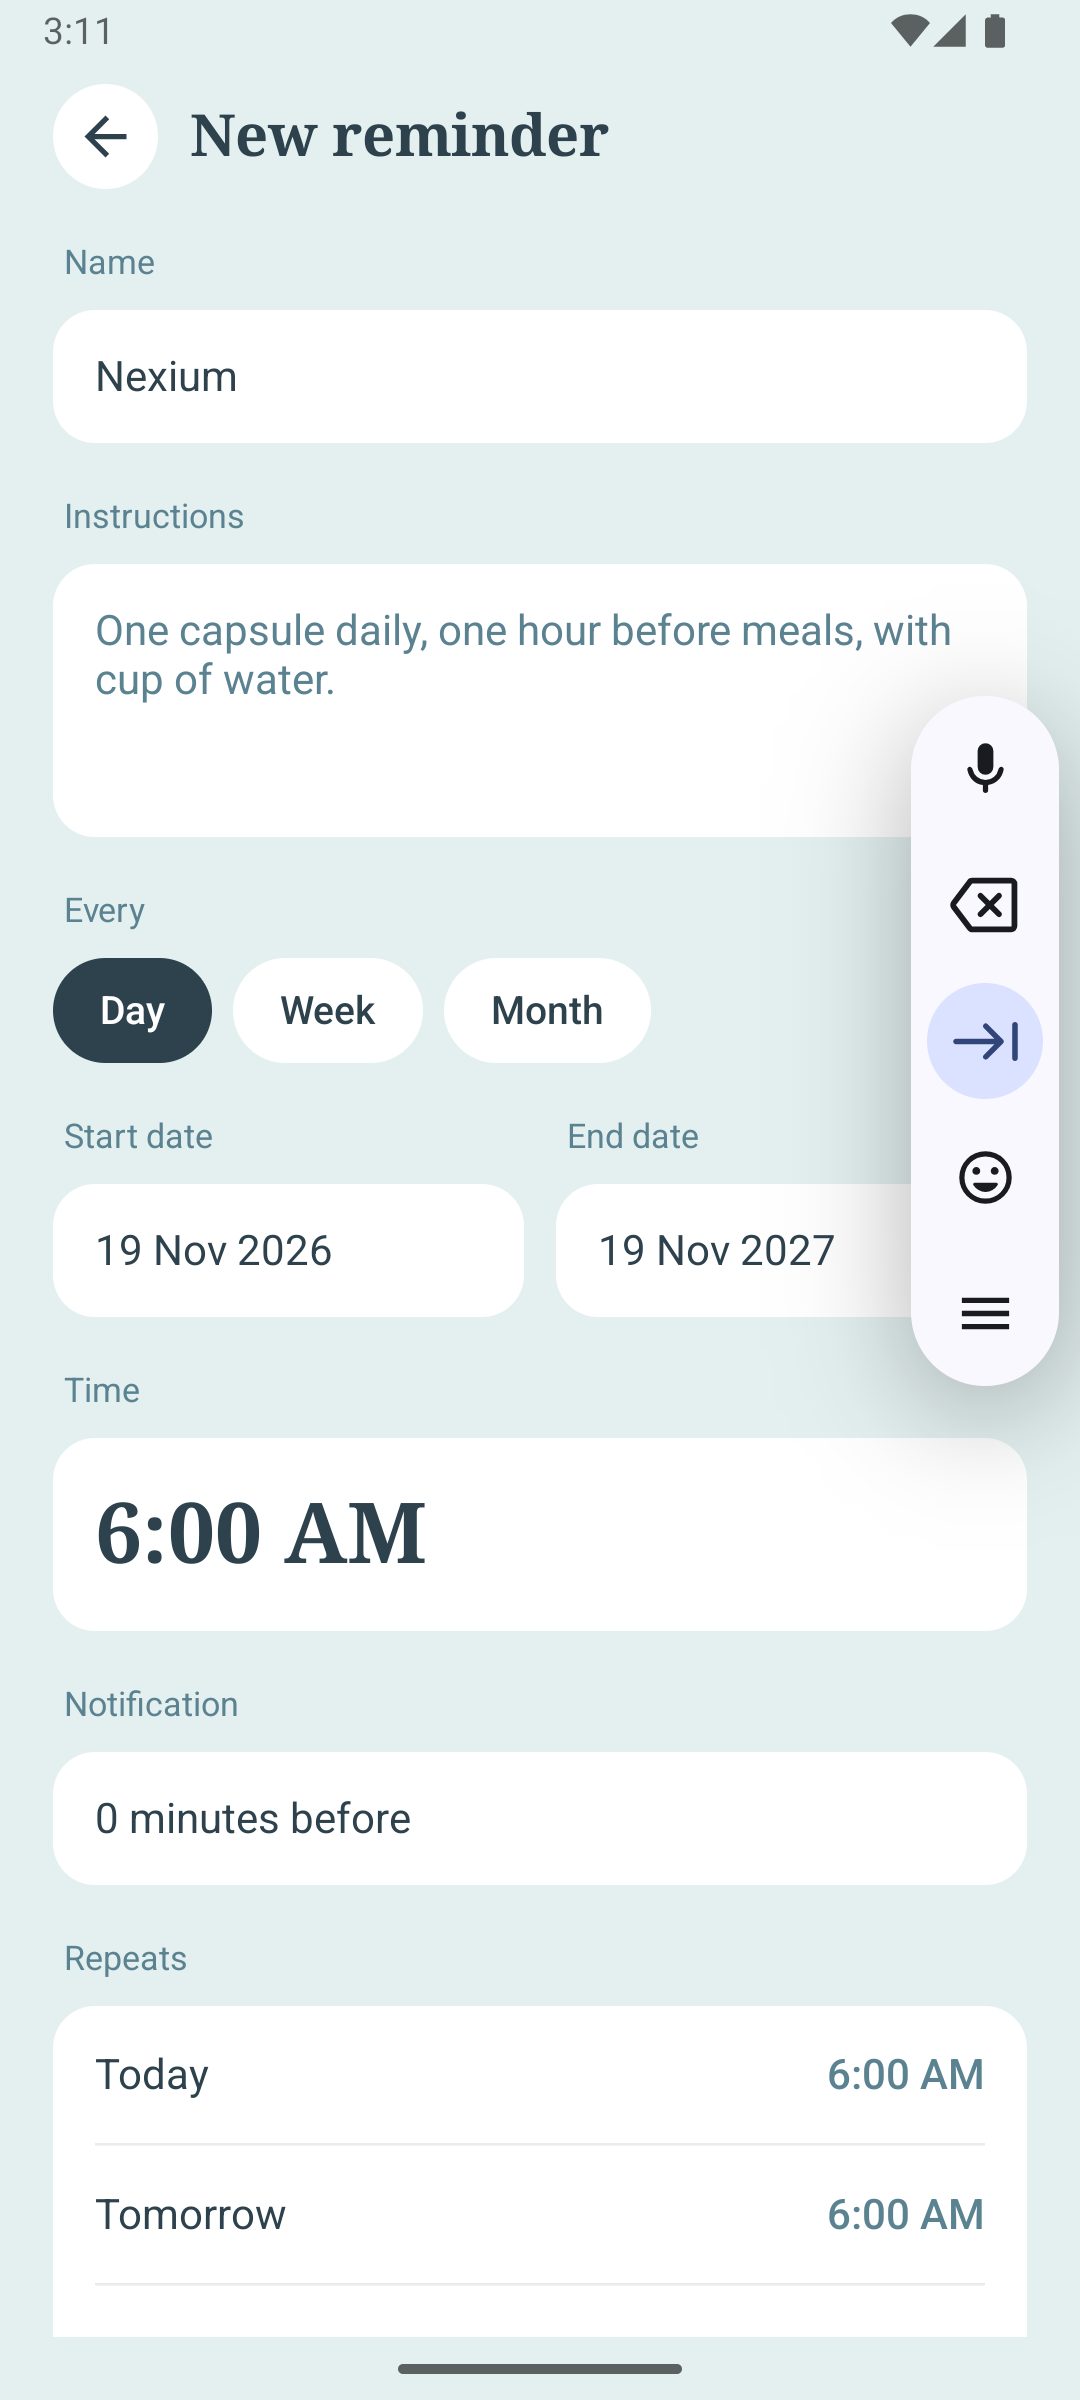 3:11
New reminder
Name
Nexium
Instructions
One capsule daily, one hour before meals, with
cup of water.
Every
Day Week Month
Start date End date
19 Nov 2026 19 Nov 2027
Time
6:00 AM
Notification
0 minutes before
Repeats
Today 6:00 AM
Tomorrow 6:00 AM